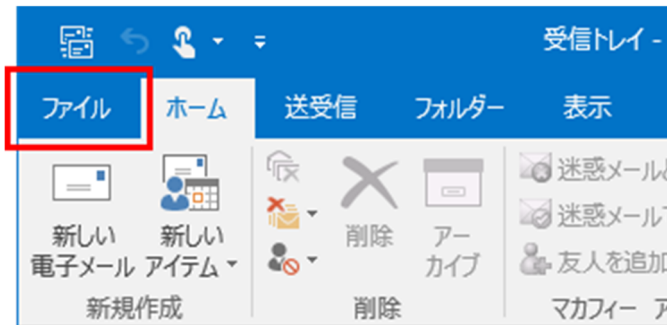 受信トレイ -
ファイル ホーム 送受信 フォルダー 表示
新しい
電子メール
新しい
アイテム
削除
アー
カイブ
迷惑メール
迷惑メール
友人を追加
新規作成
削除
マカフィー